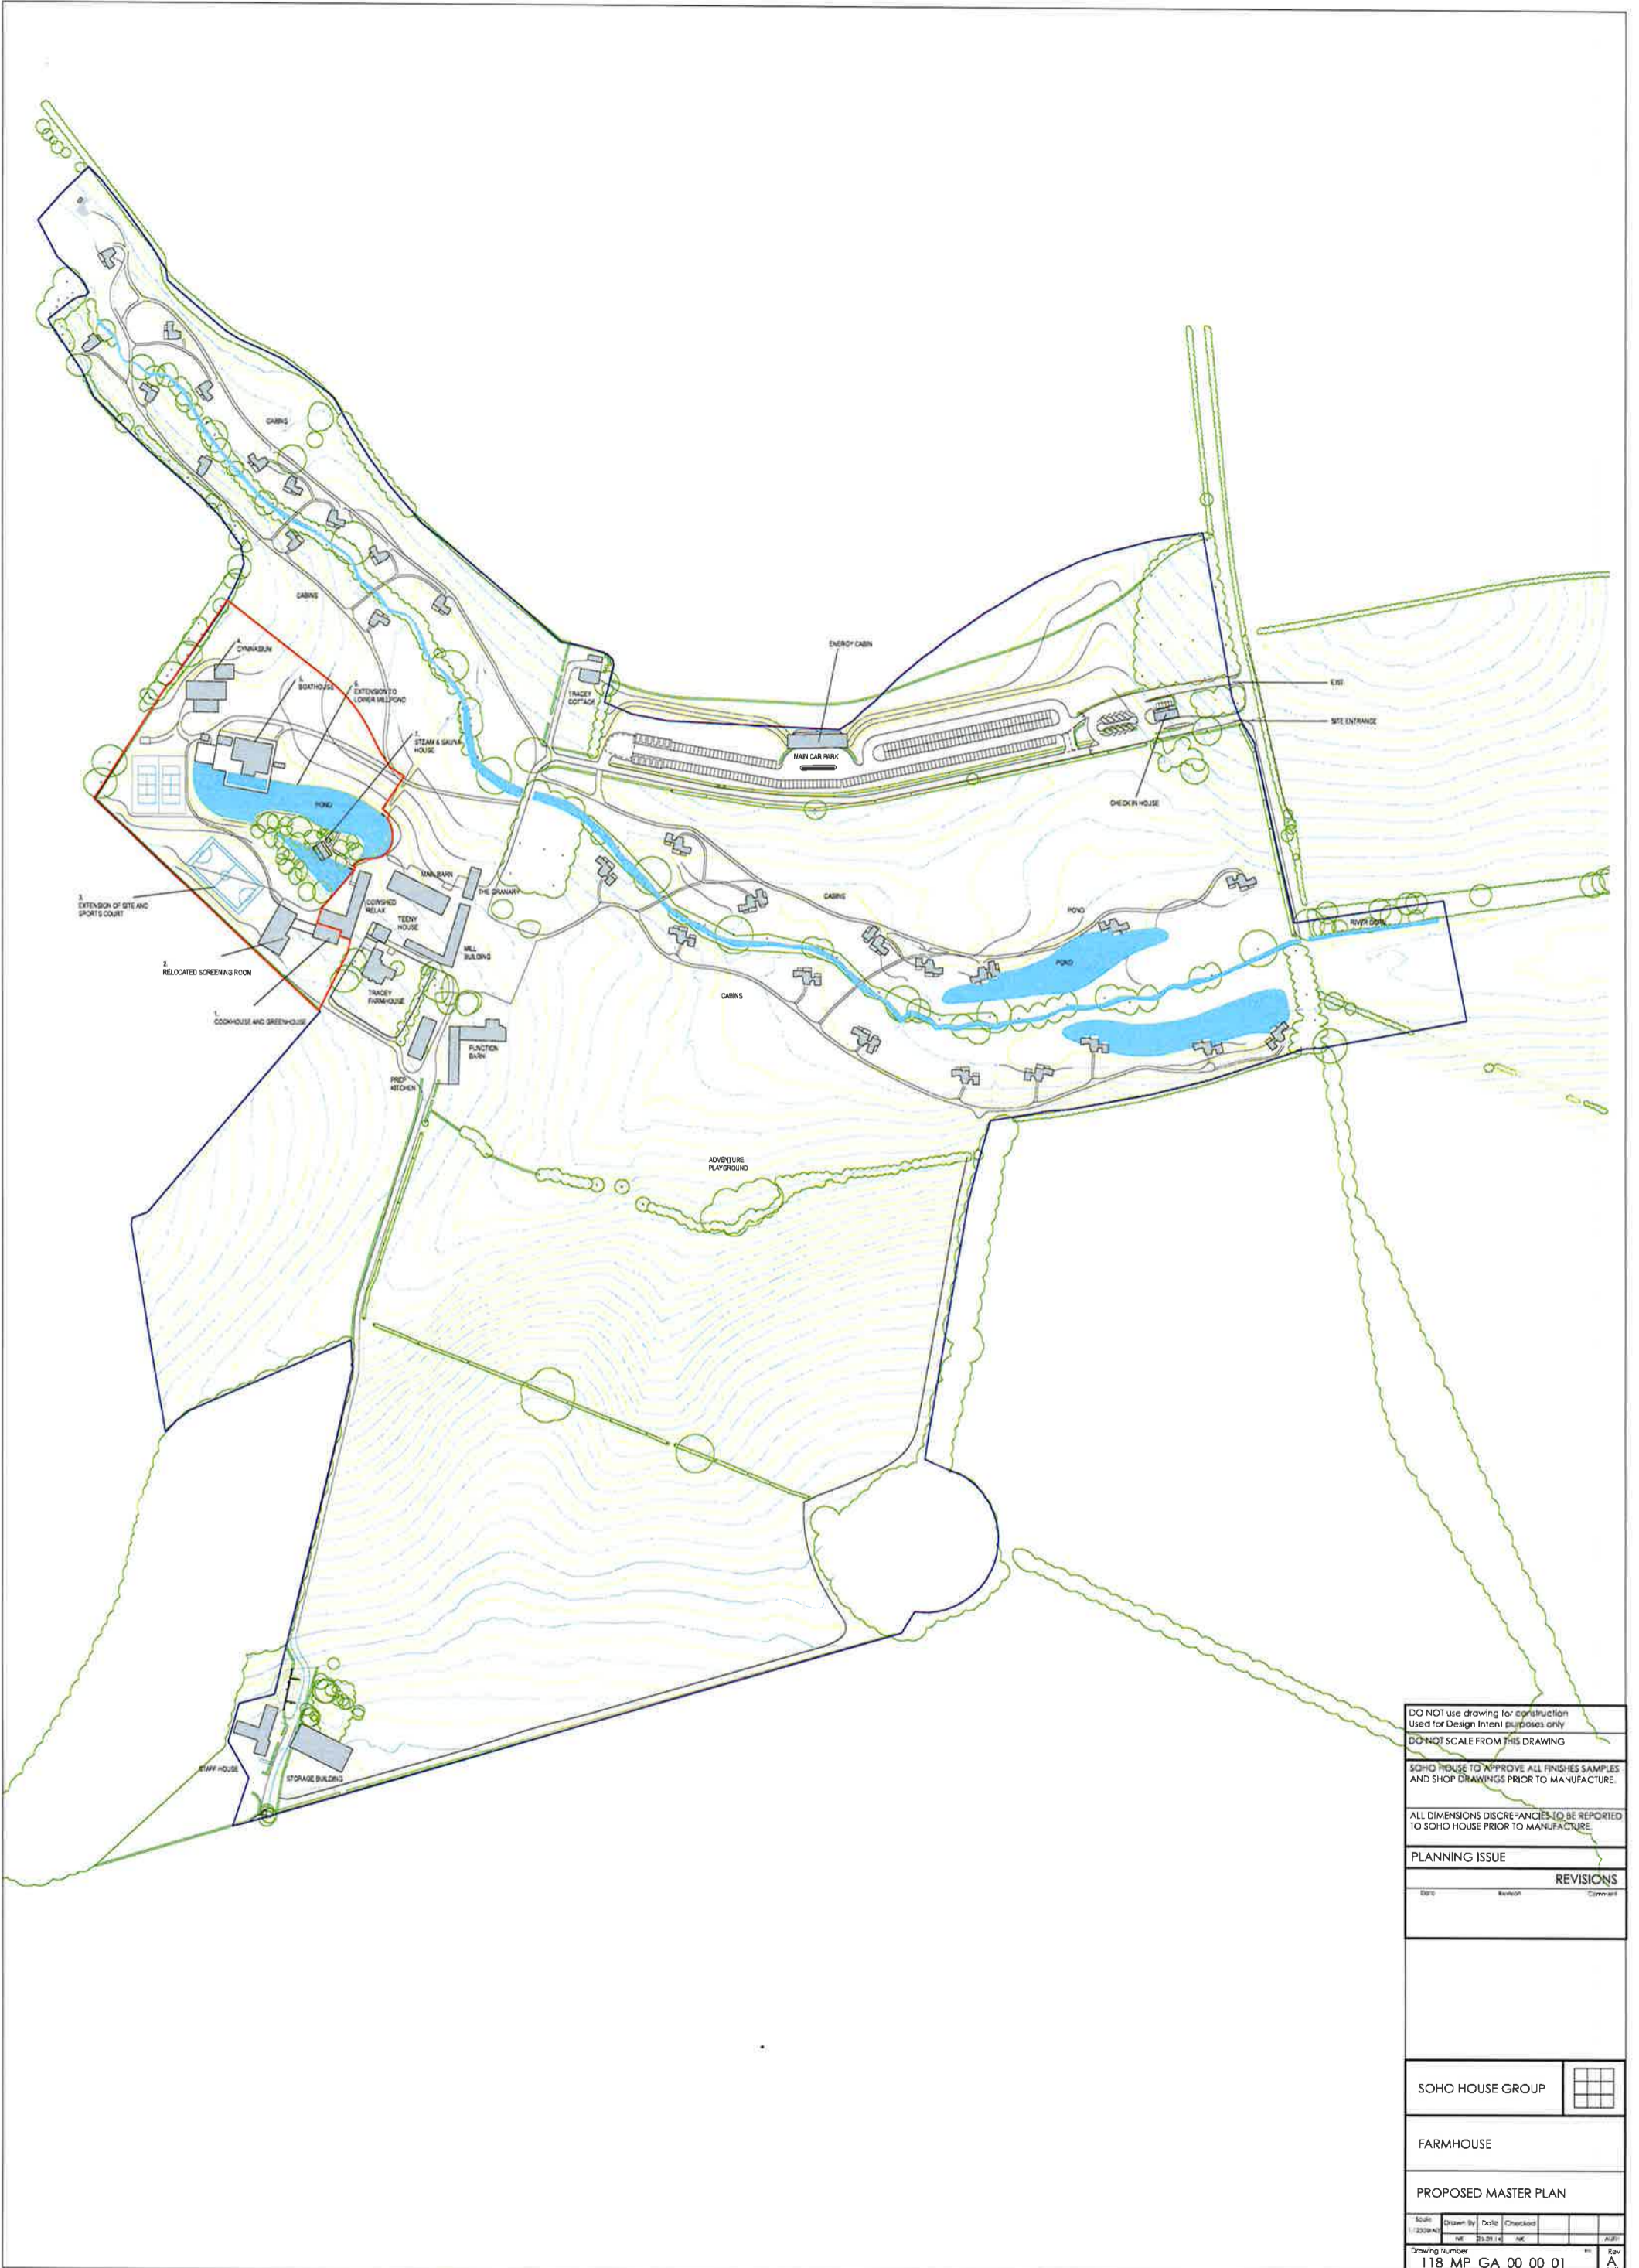 CABINS
CABINS
4.
GYMNASIUM
5.
BOATHOUSE
6.
EXTENSION TO
LOWER MILLPOND
7.
STEAM & SAUNA
HOUSE
TRACEY
COTTAGE
ENERGY CABIN
MAIN CAR PARK
EXIT
SITE ENTRANCE
CHECK IN HOUSE
POND
3.
EXTENSION OF SITE AND
SPORTS COURT
2.
RELOCATED SCREENING ROOM
1.
COOKHOUSE AND GREENHOUSE
MAIN BARN
THE GRANARY
COWSHED
RELAX
TEENY
HOUSE
MILL
BUILDING
TRACEY
FARMHOUSE
FUNCTION
BARN
PREP
KITCHEN
CABINS
CABINS
POND
POND
RIVER DORN
ADVENTURE
PLAYGROUND
STAFF HOUSE
STORAGE BUILDING
DO NOT use drawing for construction
Used for Design Intent purposes only
DO NOT SCALE FROM THIS DRAWING
SOHO HOUSE TO APPROVE ALL FINISHES SAMPLES
AND SHOP DRAWINGS PRIOR TO MANUFACTURE.
ALL DIMENSIONS DISCREPANCIES TO BE REPORTED
TO SOHO HOUSE PRIOR TO MANUFACTURE.
PLANNING ISSUE
REVISIONS
Date Revision Comment
SOHO HOUSE GROUP
FARMHOUSE
PROPOSED MASTER PLAN
Scale Drawn By Date Checked
NK NK
Drawing Number Rev
118 MP GA 00 00 01 A